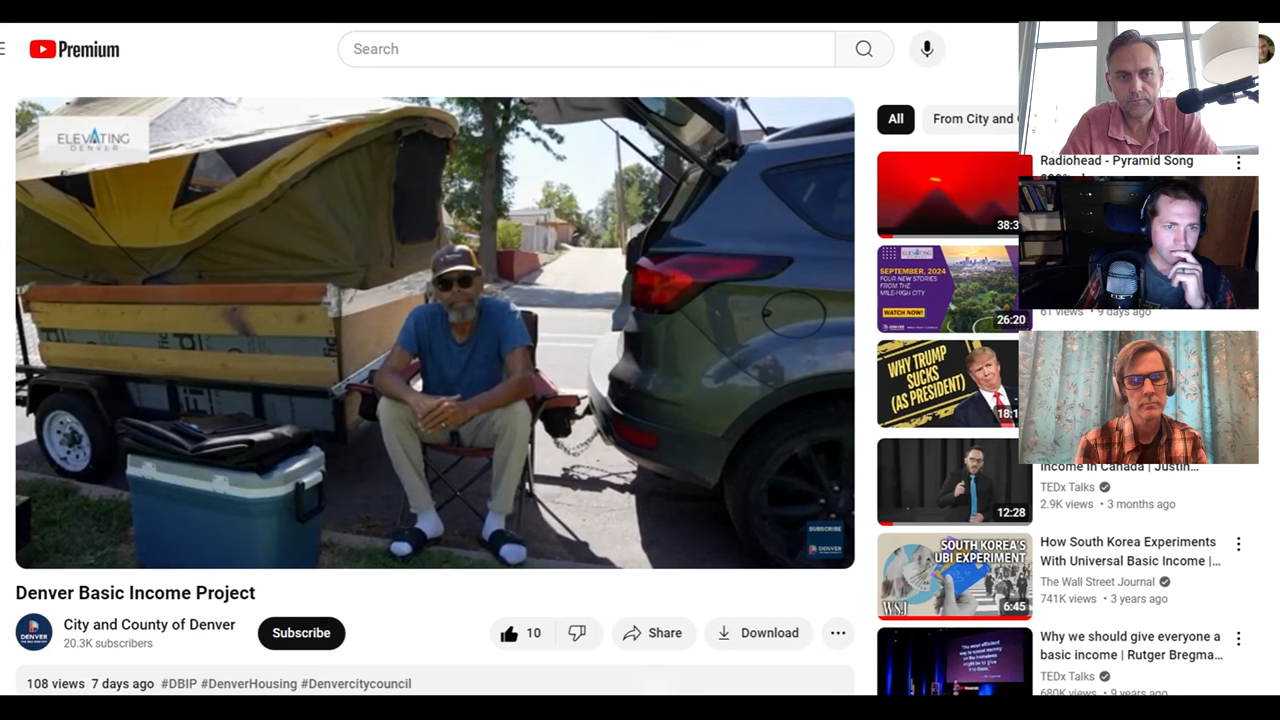 Premium
Search
ELEVATING
DENVER
SUBSCRIBE
DENVER
Denver Basic Income Project
City and County of Denver
20.3K subscribers
Subscribe
10
Share
Download
108 views 7 days ago #DBIP #DenverHousing #Denvercitycouncil
All
From City and
Radiohead - Pyramid Song
38:3
ELEVATING
SEPTEMBER, 2024
FOUR NEW STORIES
FROM THE
MILE-HIGH CITY
WATCH NOW!
DENVER
26:20
61 views • 9 days ago
WHY TRUMP
SUCKS
(AS PRESIDENT)
18:1
Income in Canada | Justin...
TEDx Talks
2.9K views • 3 months ago
12:28
SOUTH KOREA'S
UBI EXPERIMENT
WSJ
6:45
How South Korea Experiments
With Universal Basic Income |...
The Wall Street Journal
741K views • 3 years ago
Why we should give everyone a
basic income | Rutger Bregma...
TEDx Talks
680K views • 9 years ago